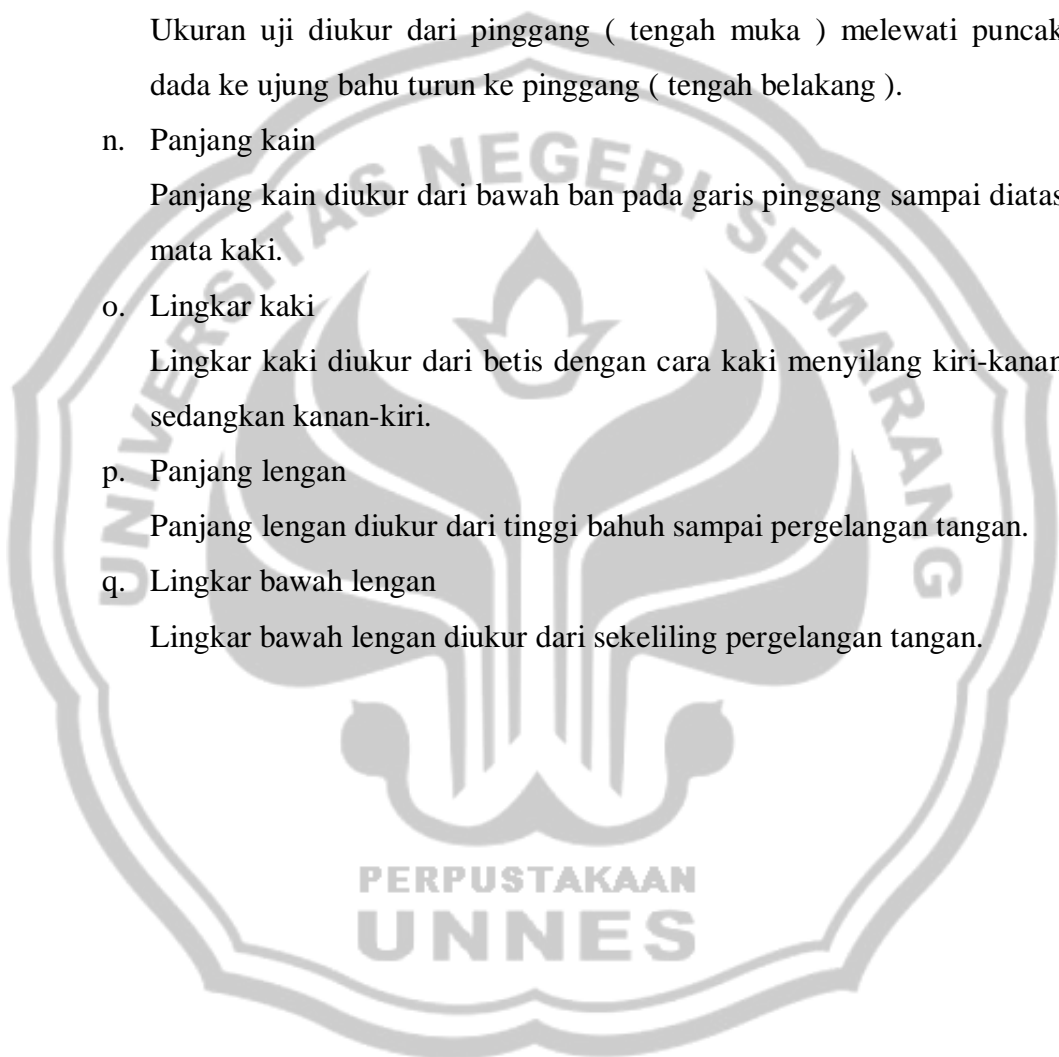 Ukuran uji diukur dari pinggang ( tengah muka ) melewati puncak
dada ke ujung bahu turun ke pinggang ( tengah belakang ).
n. Panjang kain
Panjang kain diukur dari bawah ban pada garis pinggang sampai diatas
mata kaki.
o. Lingkar kaki
Lingkar kaki diukur dari betis dengan cara kaki menyilang kiri-kanan
sedangkan kanan-kiri.
p. Panjang lengan
Panjang lengan diukur dari tinggi bahuh sampai pergelangan tangan.
q. Lingkar bawah lengan
Lingkar bawah lengan diukur dari sekeliling pergelangan tangan.
UNIVERSITAS NEGERI SEMARANG
PERPUSTAKAAN
UNNES